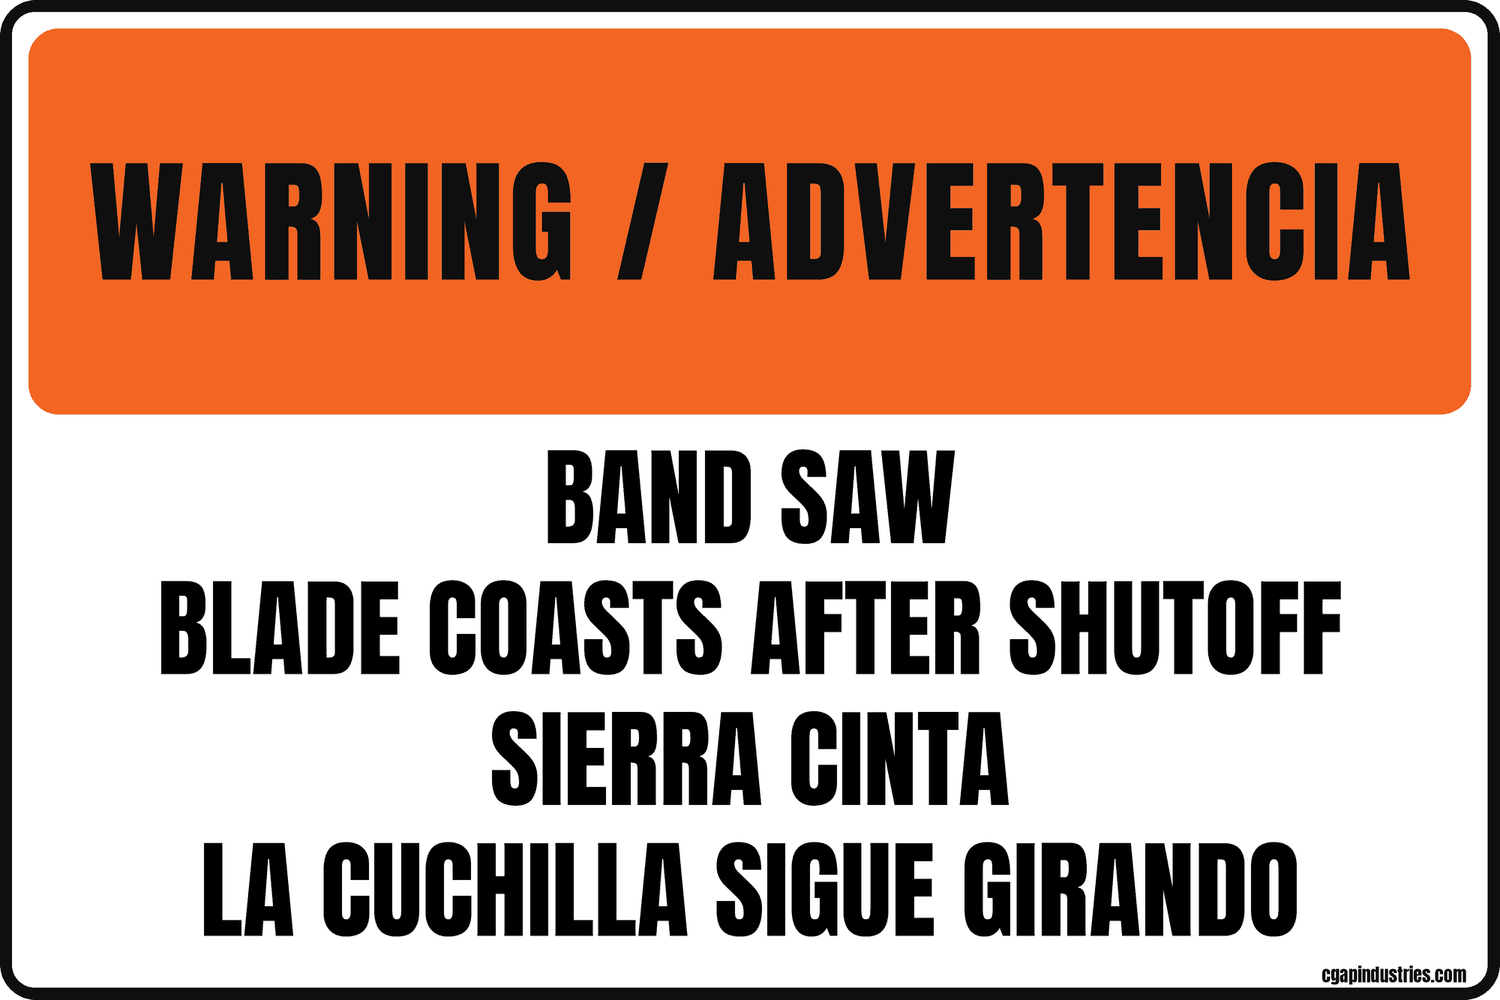 WARNING / ADVERTENCIA
BAND SAW
BLADE COASTS AFTER SHUTOFF
SIERRA CINTA
LA CUCHILLA SIGUE GIRANDO
cgapindustries.com